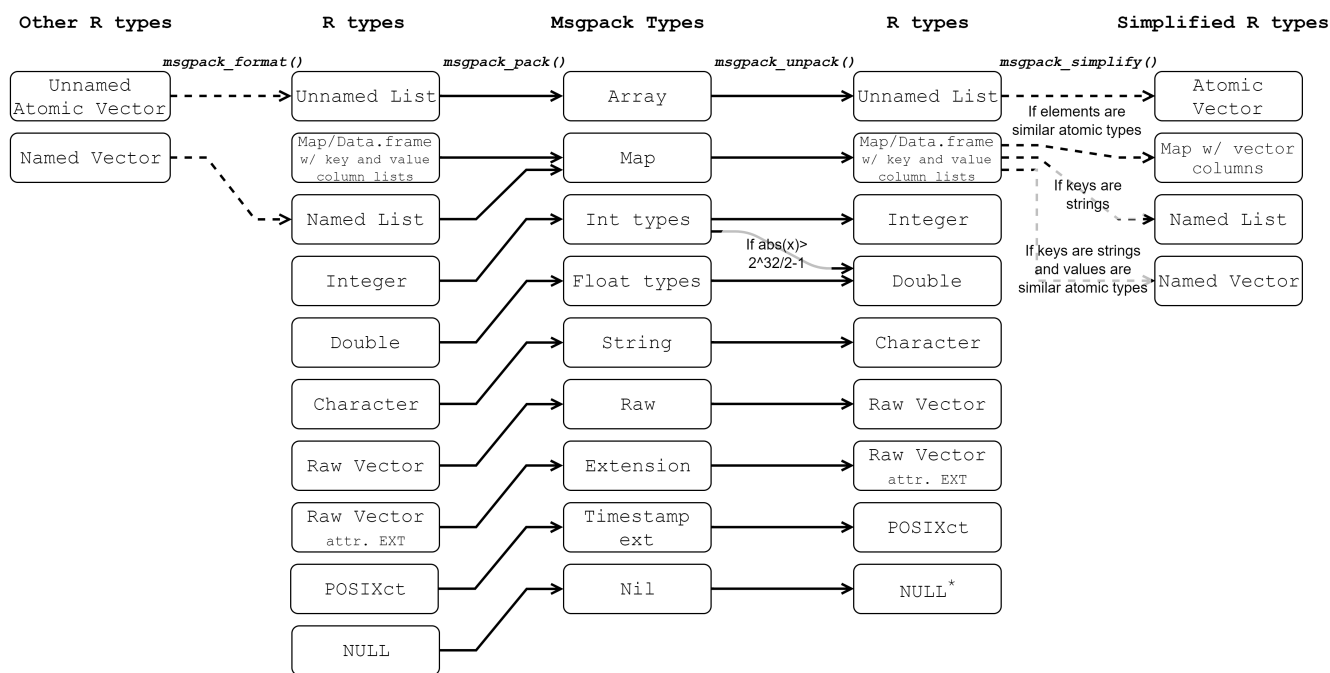 Other R types
R types
Msgpack Types
R types
Simplified R types
msgpack_format()
msgpack_pack()
msgpack_unpack()
msgpack_simplify()
Unnamed
Atomic Vector
Unnamed List
Array
Unnamed List
If elements are
similar atomic types
Atomic
Vector
Named Vector
Map/Data.frame
w/ key and value
column lists
Map
Map/Data.frame
w/ key and value
column lists
Map w/ vector
columns
If keys are
strings
Named List
Int types
Integer
Named List
If abs(x)>
2^32/2-1
If keys are strings
and values are
similar atomic types
Integer
Float types
Double
Named Vector
Double
String
Character
Character
Raw
Raw Vector
Raw Vector
Extension
Raw Vector
attr. EXT
Raw Vector
attr. EXT
Timestamp
ext
POSIXct
POSIXct
Nil
NULL*
NULL